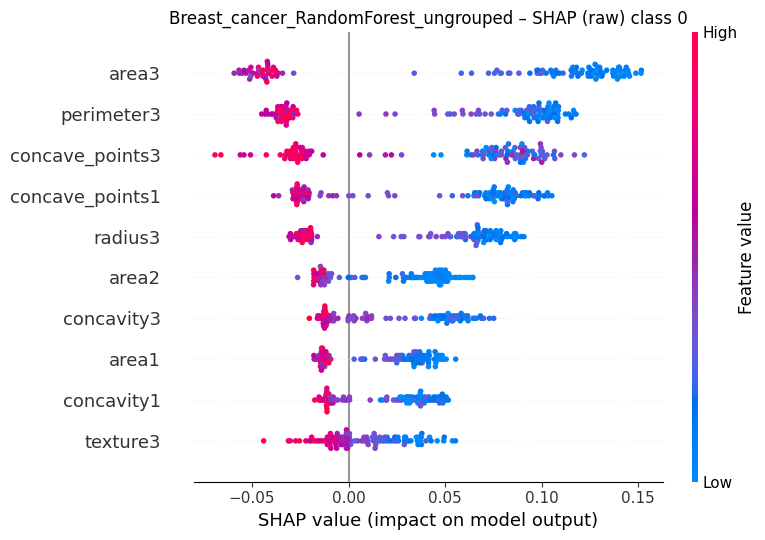 Breast_cancer_RandomForest_ungrouped – SHAP (raw) class 0
High
area3
perimeter3
concave_points3
concave_points1
radius3
area2
concavity3
area1
concavity1
texture3
Feature value
Low
−0.05 0.00 0.05 0.10 0.15
SHAP value (impact on model output)